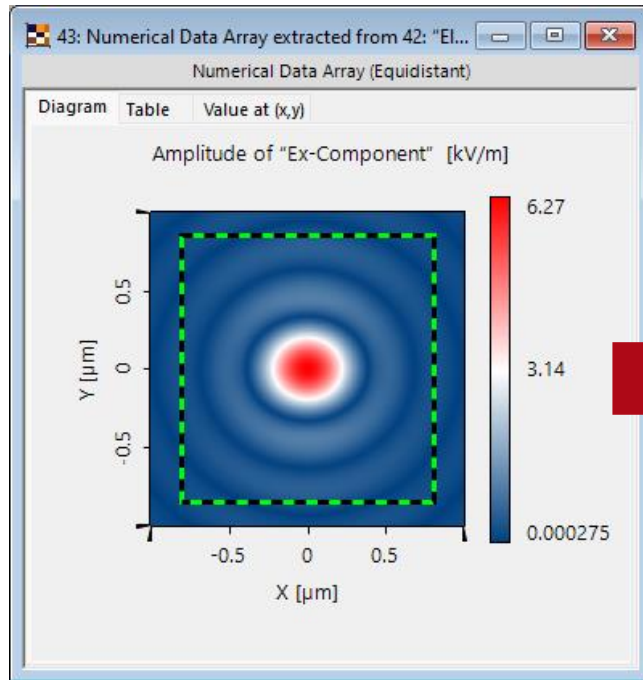 43: Numerical Data Array extracted from 42: "El...
Numerical Data Array (Equidistant)
Diagram Table Value at (x,y)
Amplitude of "Ex-Component" [kV/m]
6.27
3.14
0.000275
Y [µm]
0.5
0
-0.5
-0.5 0 0.5
X [µm]